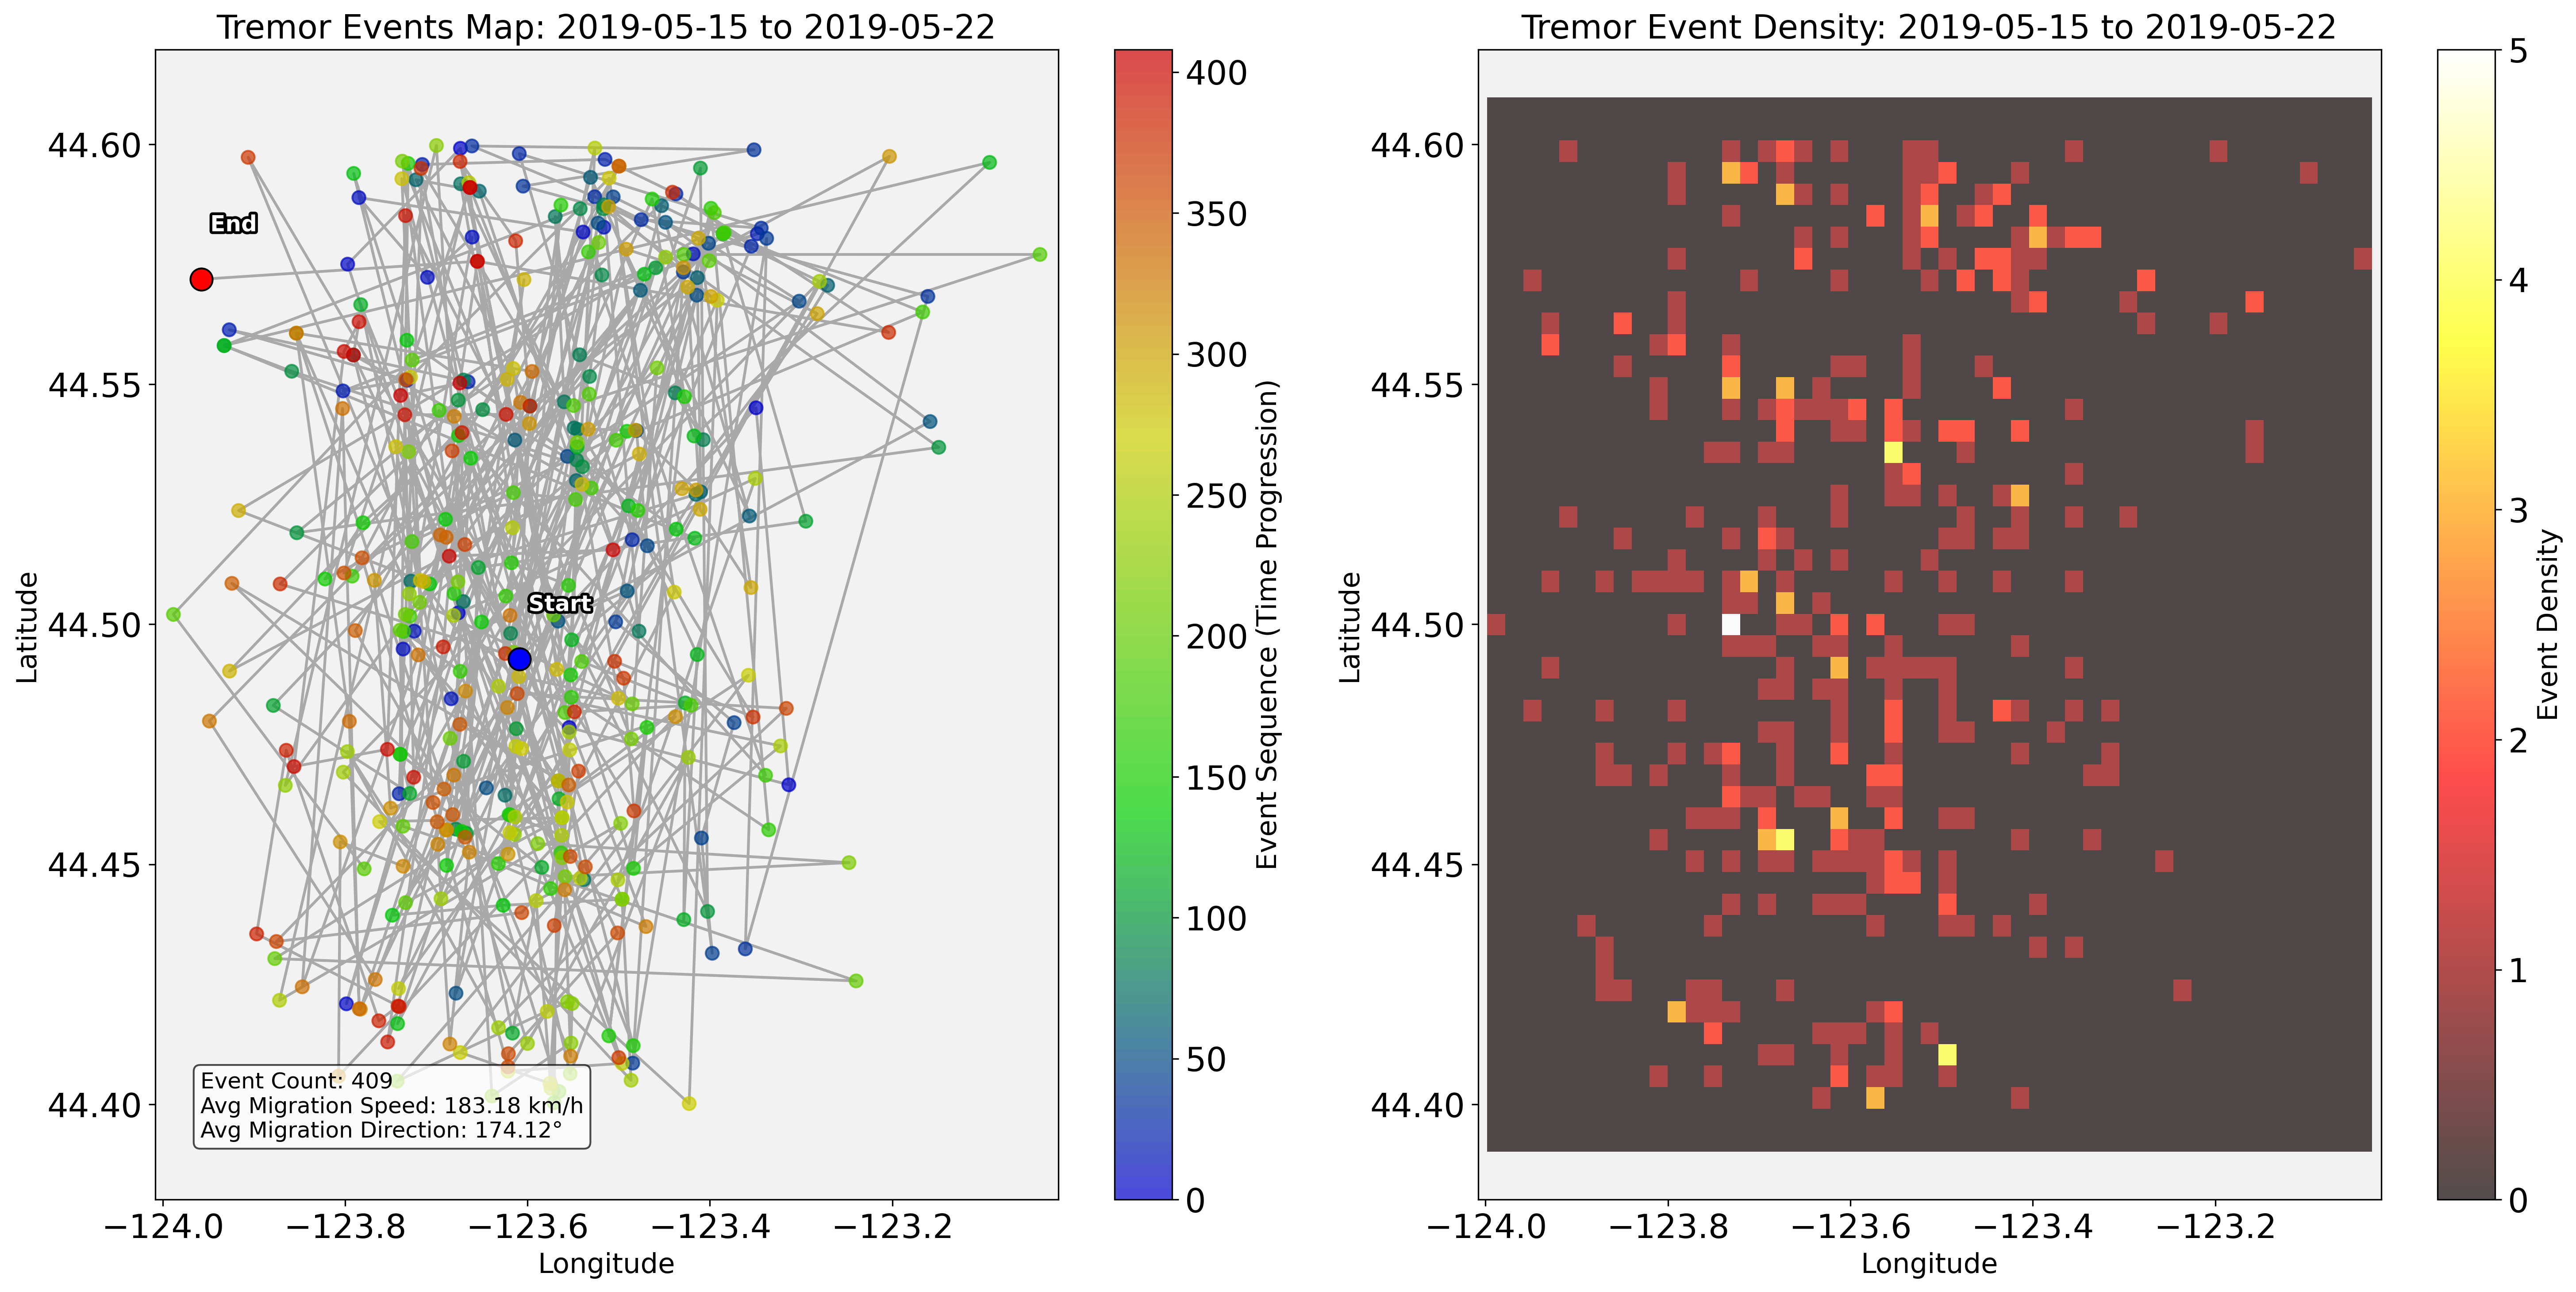 Tremor Events Map: 2019-05-15 to 2019-05-22
44.60
44.55
44.50
44.45
44.40
Latitude
End
Start
Event Count: 409
Avg Migration Speed: 183.18 km/h
Avg Migration Direction: 174.12°
−124.0
−123.8
−123.6
−123.4
−123.2
Longitude
400
350
300
250
200
150
100
50
0
Event Sequence (Time Progression)
Tremor Event Density: 2019-05-15 to 2019-05-22
44.60
44.55
44.50
44.45
44.40
Latitude
−124.0
−123.8
−123.6
−123.4
−123.2
Longitude
5
4
3
2
1
0
Event Density